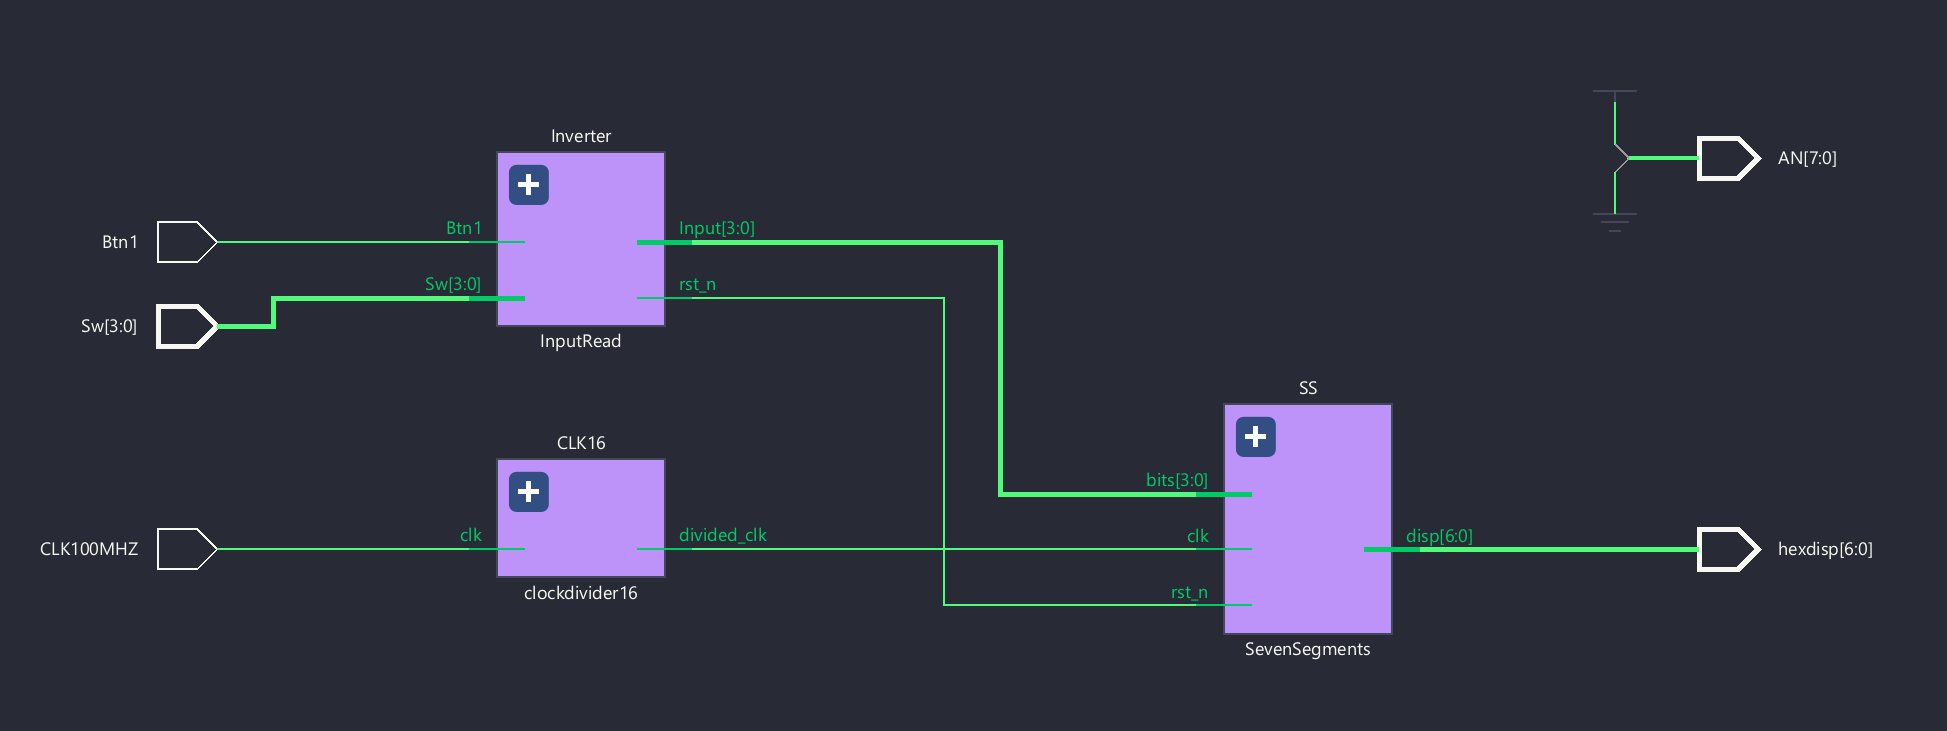 AN[7:0]
Inverter
Btn1
Btn1
Input[3:0]
Sw[3:0]
rst_n
Sw[3:0]
InputRead
SS
CLK16
bits[3:0]
CLK100MHZ
clk
divided_clk
clk
disp[6:0]
hexdisp[6:0]
clockdivider16
rst_n
SevenSegments